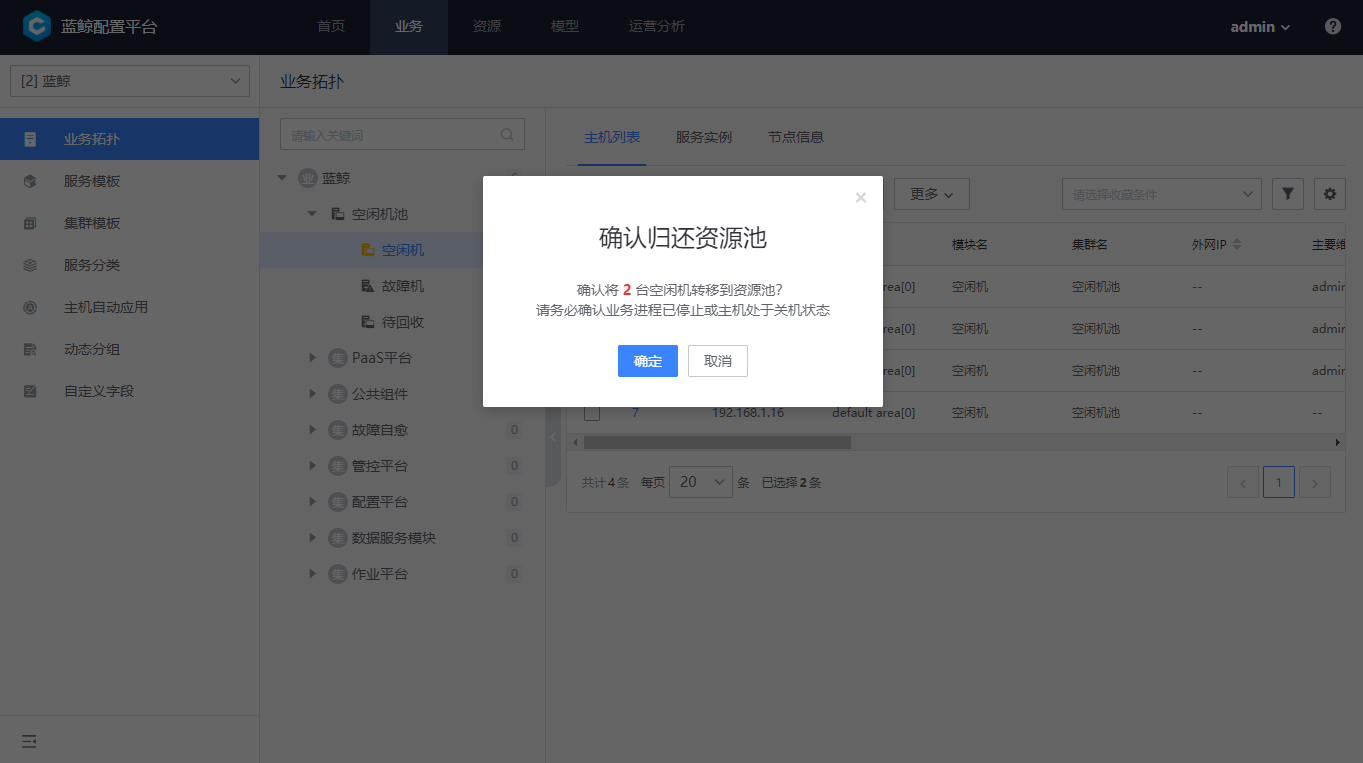 蓝鲸配置平台
首页
业务
资源
模型
运营分析
admin
[2] 蓝鲸
业务拓扑
业务拓扑
服务模板
集群模板
服务分类
主机自动应用
动态分组
自定义字段
请输入关键词
业 蓝鲸
空闲机池
空闲机
故障机
待回收
集 PaaS平台
集 公共组件
集 故障自愈 0
集 管控平台 0
集 配置平台 0
集 数据服务模块 0
集 作业平台 0
主机列表
服务实例
节点信息
更多
请选择收藏条件
模块名 集群名 外网IP 主要维
area[0] 空闲机 空闲机池 -- admin
area[0] 空闲机 空闲机池 -- admin
area[0] 空闲机 空闲机池 -- admin
7 192.168.1.16 default area[0] 空闲机 空闲机池 -- --
共计4条 每页 20 条 已选择2条
1
确认归还资源池
确认将 2 台空闲机转移到资源池?
请务必确认业务进程已停止或主机处于关机状态
确定
取消